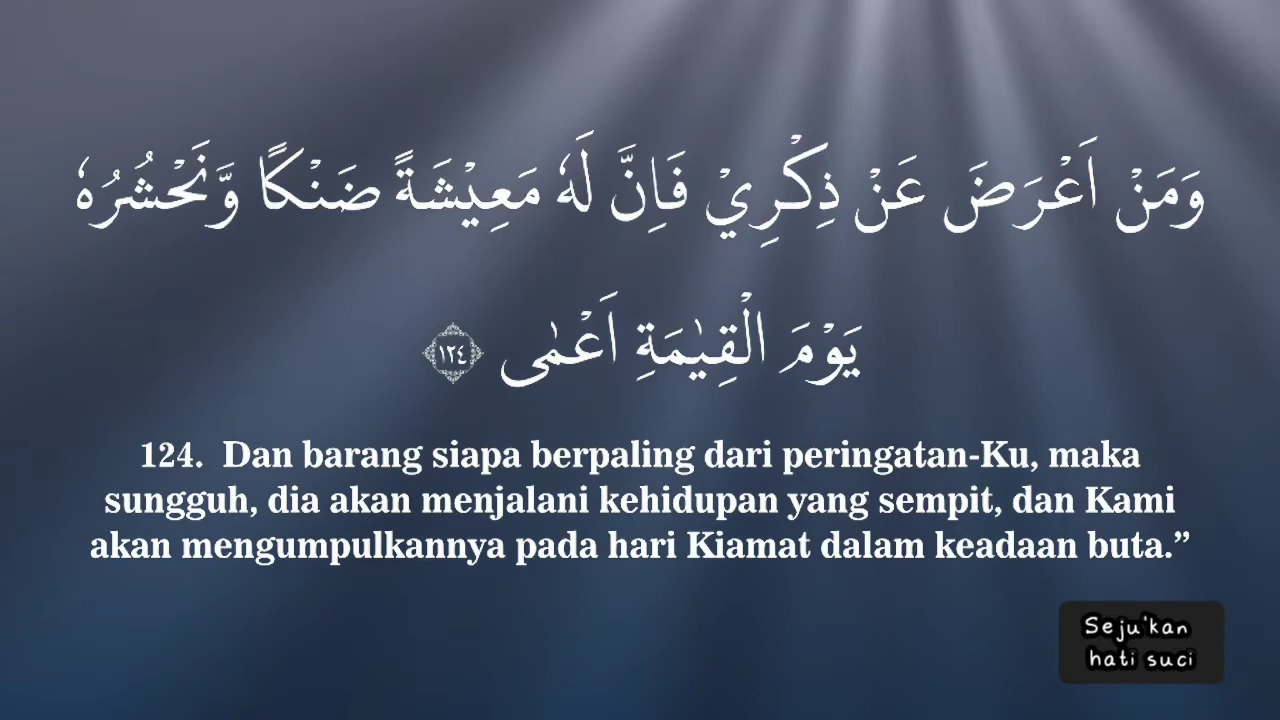 وَمَنْ اَعْرَضَ عَنْ ذِكْرِيْ فَاِنَّ لَهٗ مَعِيْشَةً ضَنْكًا وَّنَحْشُرُهٗ
يَوْمَ الْقِيٰمَةِ اَعْمٰى ١٢٤
124. Dan barang siapa berpaling dari peringatan-Ku, maka
sungguh, dia akan menjalani kehidupan yang sempit, dan Kami
akan mengumpulkannya pada hari Kiamat dalam keadaan buta.”
Seju'kan
hati suci